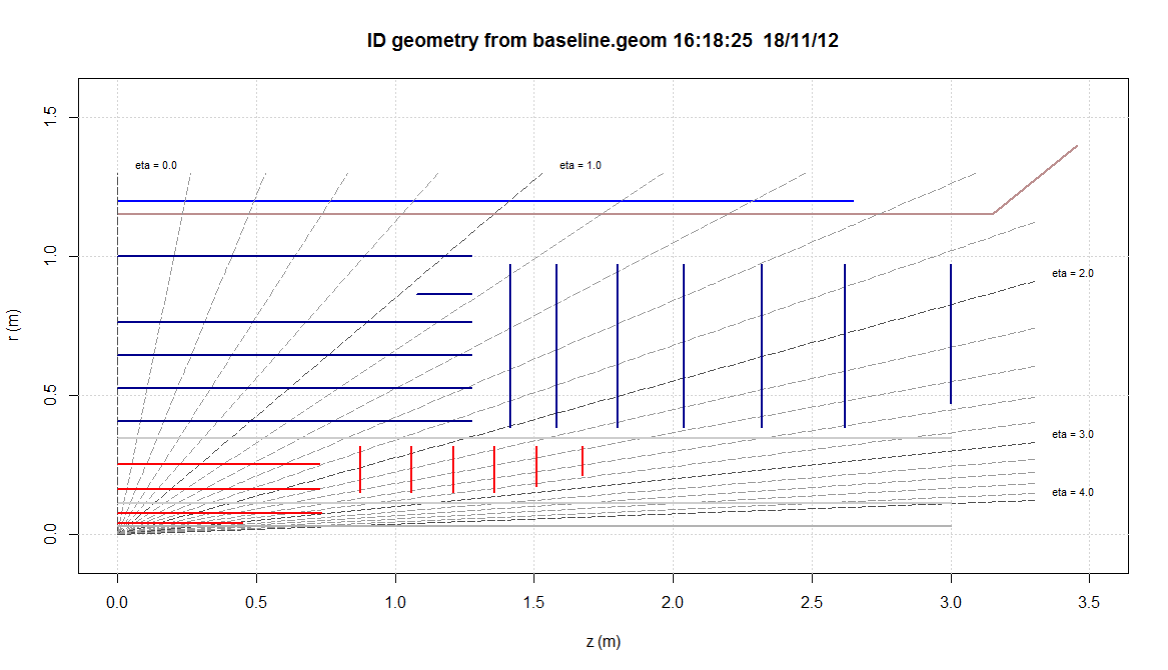 ID geometry from baseline.geom 16:18:25  18/11/12
eta = 0.0
eta = 1.0
eta = 2.0
eta = 3.0
eta = 4.0
r (m)
1.5
1.0
0.5
0.0
0.0 0.5 1.0 1.5 2.0 2.5 3.0 3.5
z (m)